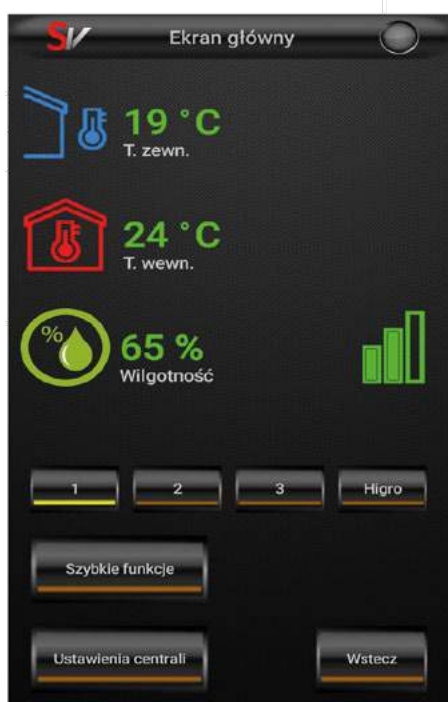 SV Ekran główny
19 °C
T. zewn.
24 °C
T. wewn.
%
65 %
Wilgotność
1 2 3 Higro
Szybkie funkcje
Ustawienia centrali Wstecz